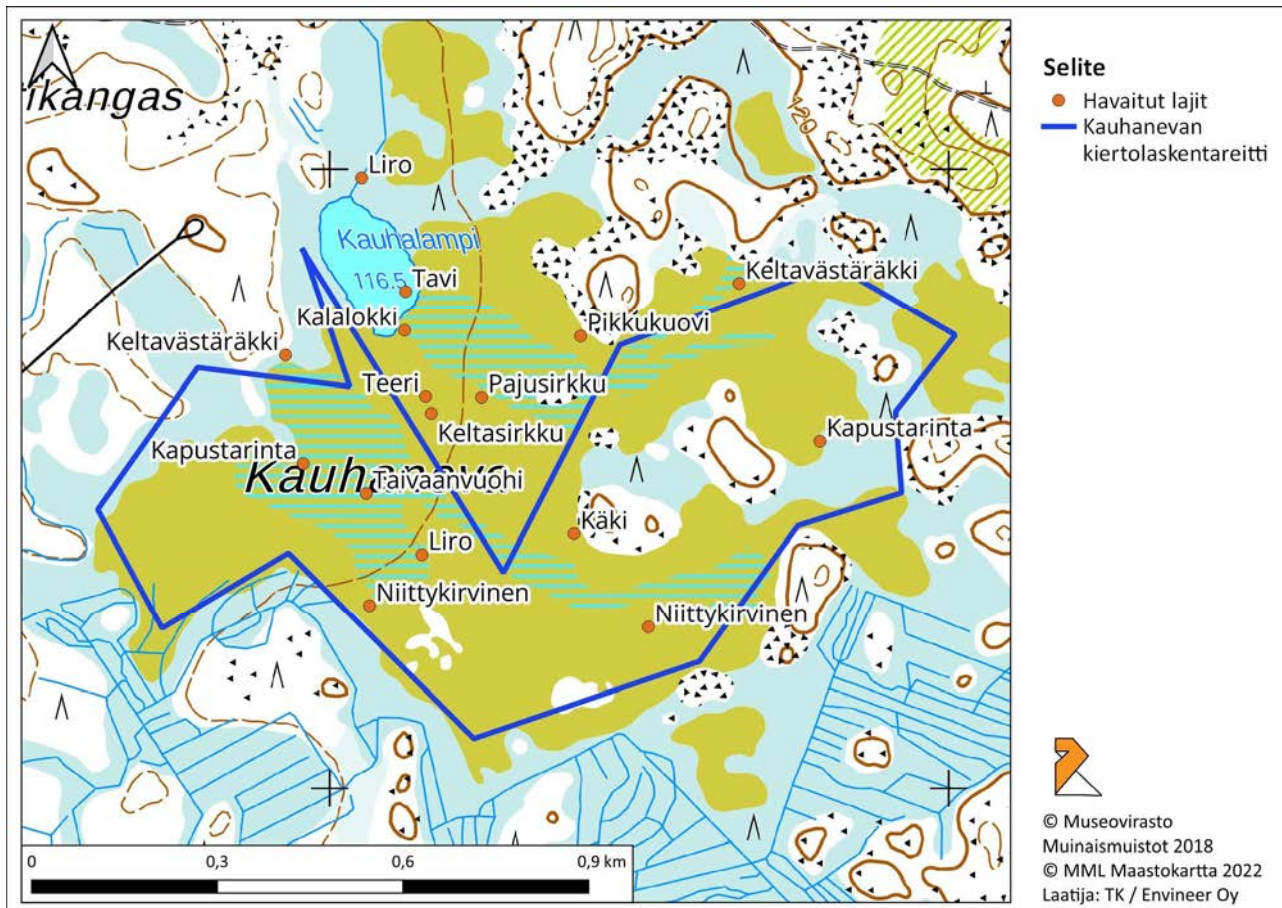 ikangas
Liro
120
Kauhalampi
116.5
Tavi
Keltavästäräkki
Kalalokki
Pikkukuovi
Keltavästäräkki
Teeri
Pajusirkku
Keltasirkku
Kapustarinta
Kapustarinta
Kauhaneva
Taivaanvuohi
Käki
Liro
Niittykirvinen
Niittykirvinen
0
0,3
0,6
0,9 km
Selite
Havaitut lajit
Kauhanevan
kiertolaskentareitti
© Museovirasto
Muinaismuistot 2018
© MML Maastokartta 2022
Laatija: TK / Envineer Oy